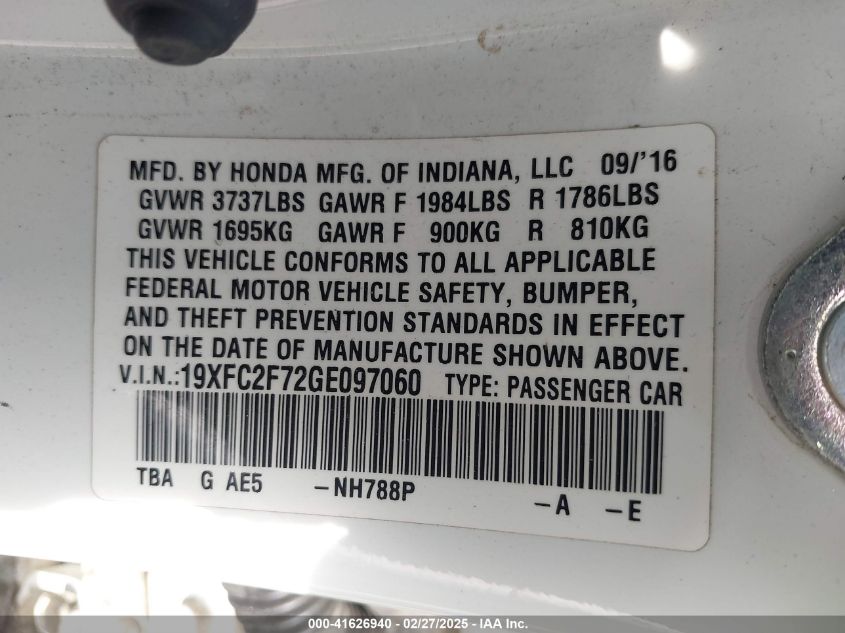 MFD. BY HONDA MFG. OF INDIANA, LLC 09/'16
GVWR 3737LBS GAWR F 1984LBS R 1786LBS
GVWR 1695KG GAWR F 900KG R 810KG
THIS VEHICLE CONFORMS TO ALL APPLICABLE
FEDERAL MOTOR VEHICLE SAFETY, BUMPER,
AND THEFT PREVENTION STANDARDS IN EFFECT
ON THE DATE OF MANUFACTURE SHOWN ABOVE.
V.I.N.:19XFC2F72GE097060 TYPE: PASSENGER CAR
TBA G AE5 -NH788P -A -E
000-41626940 - 02/27/2025 - IAA Inc.